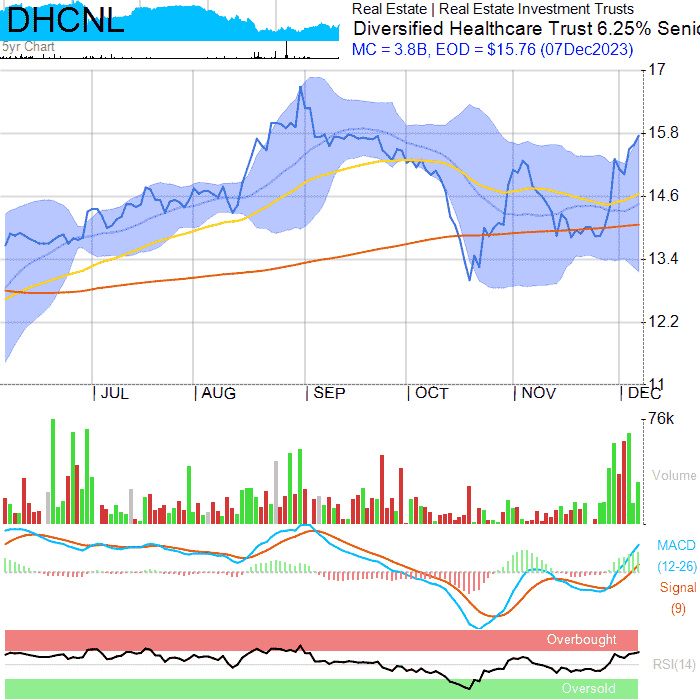 DHCNL
5yr Chart
Real Estate | Real Estate Investment Trusts
Diversified Healthcare Trust 6.25% Senio
MC = 3.8B, EOD = $15.76 (07Dec2023)
17
15.8
14.6
13.4
12.2
11
JUL AUG SEP OCT NOV DEC
76k
Volume
MACD
(12-26)
Signal
(9)
Overbought
RSI(14)
Oversold